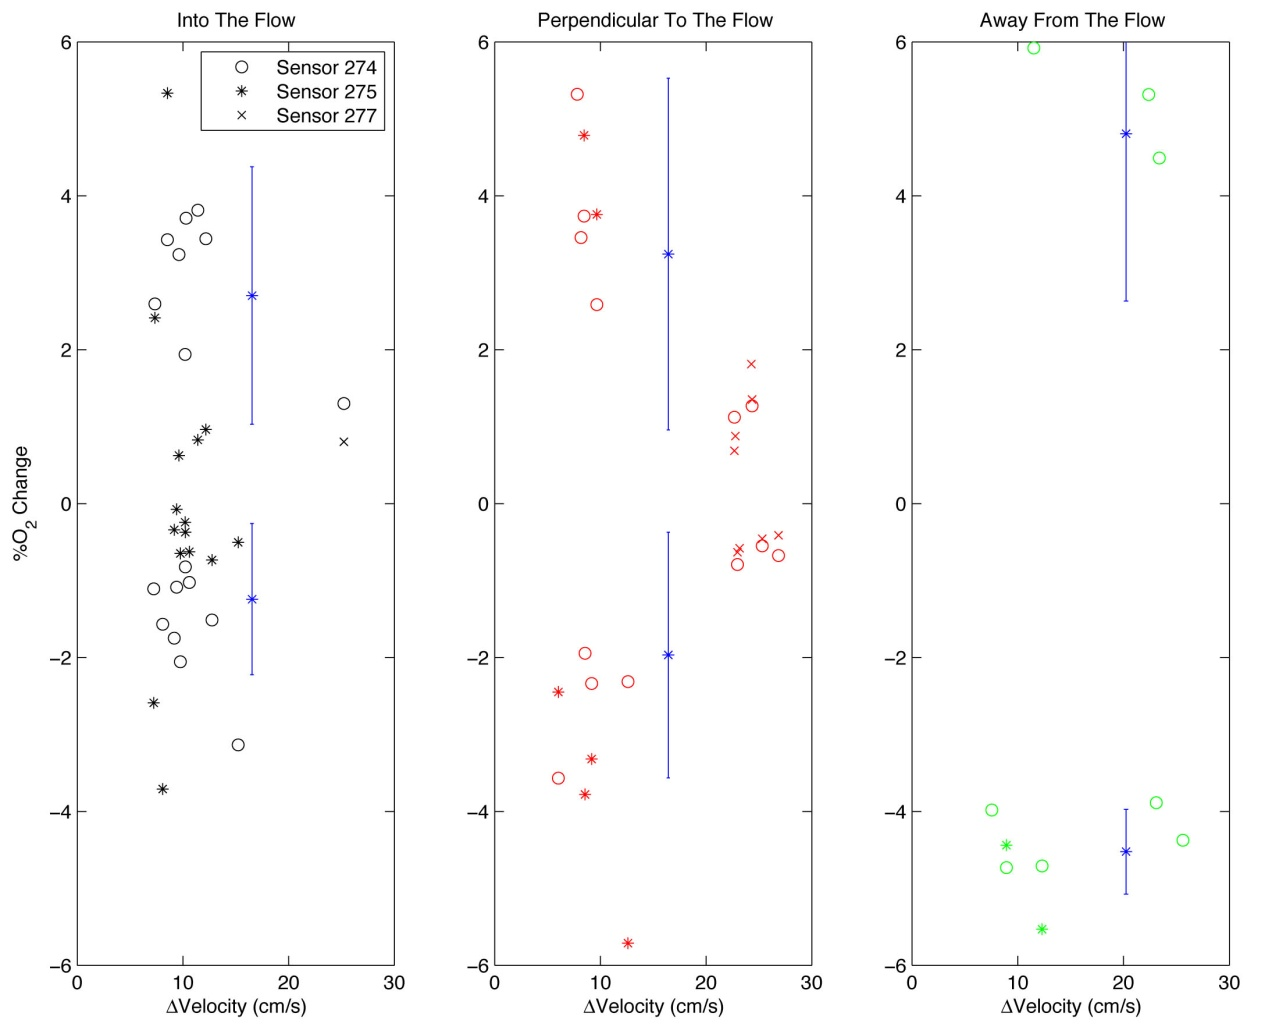 Into The Flow
Perpendicular To The Flow
Away From The Flow
Sensor 274
Sensor 275
Sensor 277
%O2 Change
6
4
2
0
−2
−4
−6
0 10 20 30
ΔVelocity (cm/s)
6
4
2
0
−2
−4
−6
0 10 20 30
ΔVelocity (cm/s)
6
4
2
0
−2
−4
−6
0 10 20 30
ΔVelocity (cm/s)